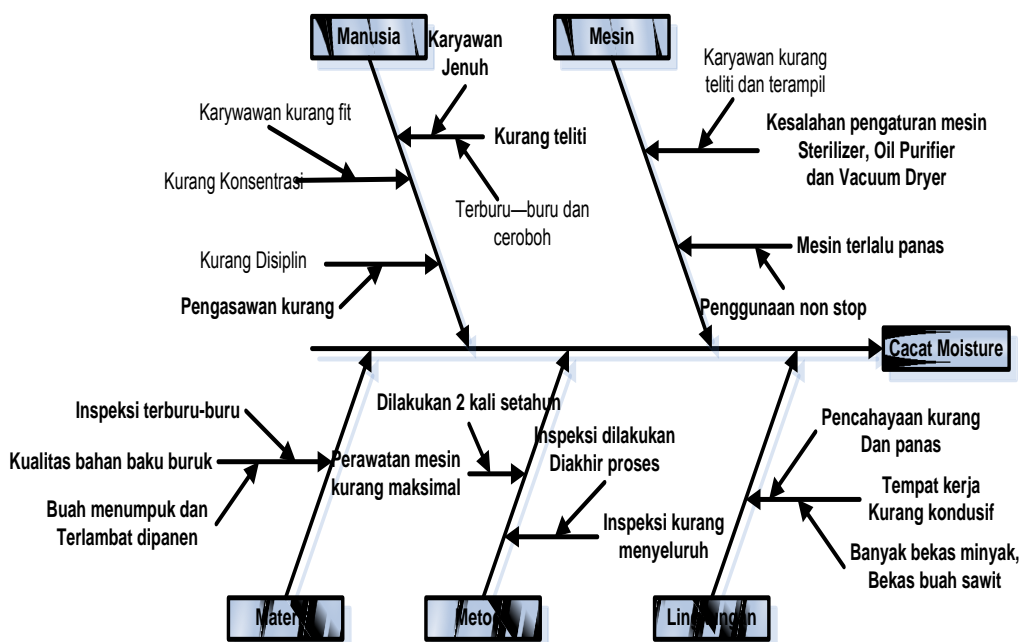 Manusia
Karyawan
Jenuh
Karywawan kurang fit
Kurang teliti
Kurang Konsentrasi
Terburu—buru dan
ceroboh
Kurang Disiplin
Pengasawan kurang
Mesin
Karyawan kurang
teliti dan terampil
Kesalahan pengaturan mesin
Sterilizer, Oil Purifier
dan Vacuum Dryer
Mesin terlalu panas
Penggunaan non stop
Cacat Moisture
Inspeksi terburu-buru
Kualitas bahan baku buruk
Buah menumpuk dan
Terlambat dipanen
Dilakukan 2 kali setahun
Perawatan mesin
kurang maksimal
Inspeksi dilakukan
Diakhir proses
Inspeksi kurang
menyeluruh
Pencahayaan kurang
Dan panas
Tempat kerja
Kurang kondusif
Banyak bekas minyak,
Bekas buah sawit